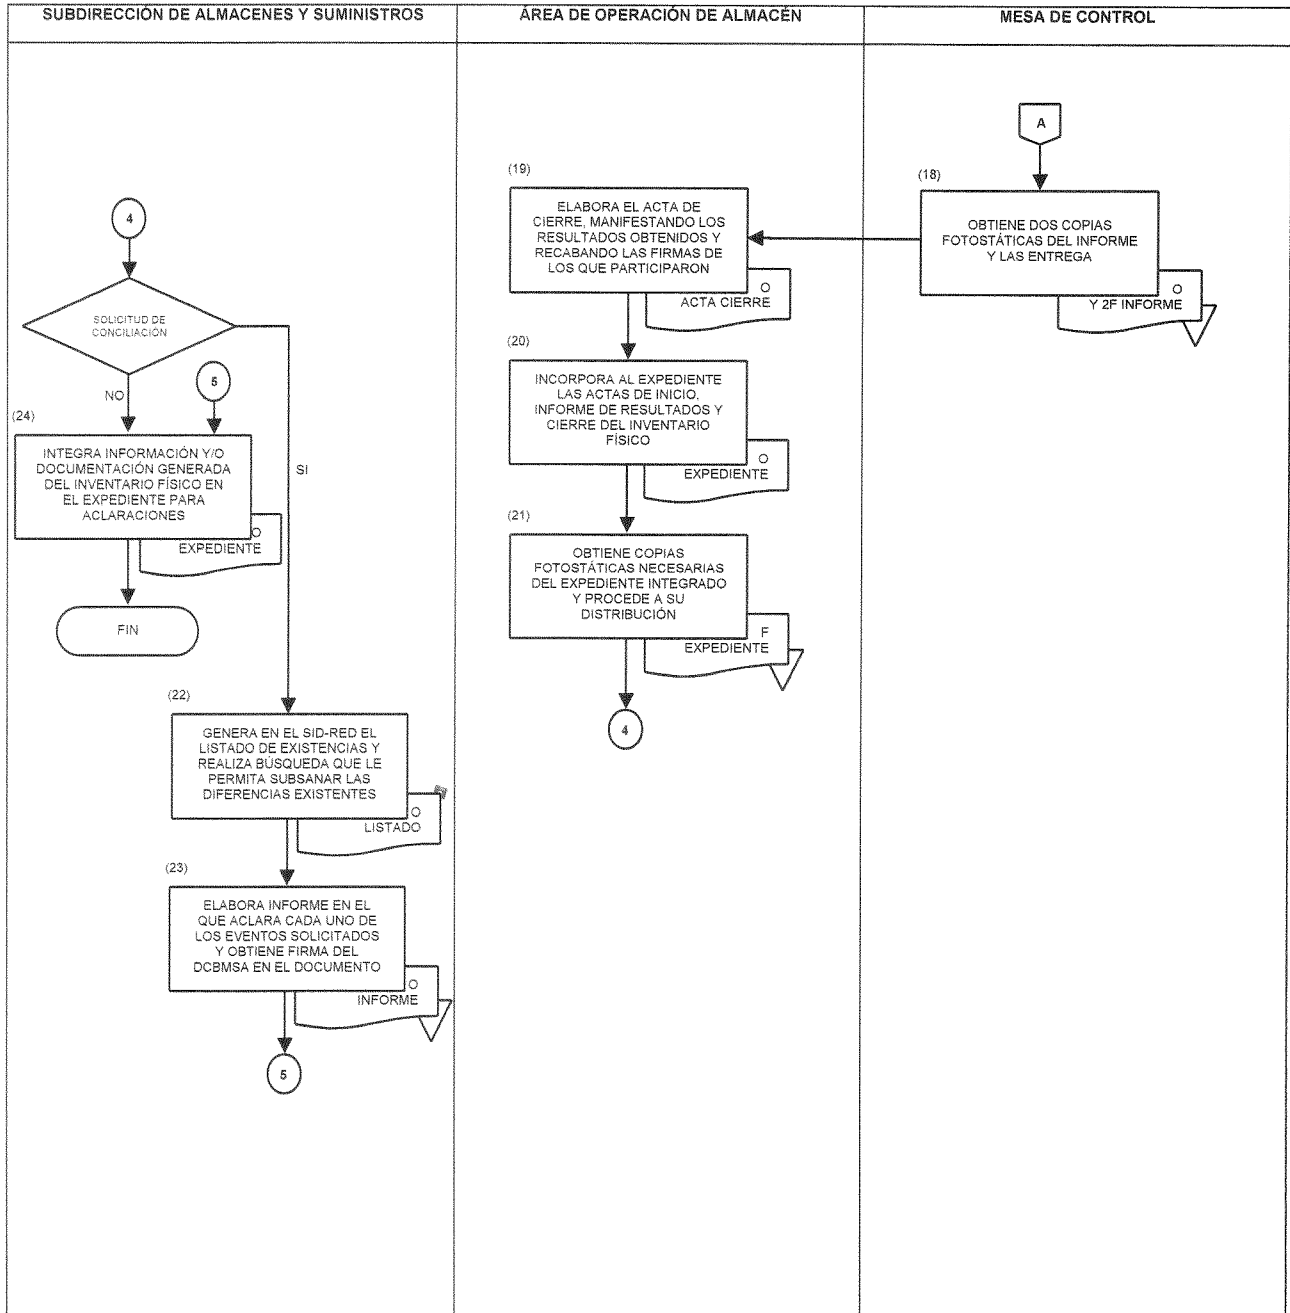 SUBDIRECCIÓN DE ALMACENES Y SUMINISTROS
ÁREA DE OPERACIÓN DE ALMACÉN
MESA DE CONTROL
A
(18)
OBTIENE DOS COPIAS
FOTOSTÁTICAS DEL INFORME
Y LAS ENTREGA
O
Y 2F INFORME
(19)
ELABORA EL ACTA DE
CIERRE, MANIFESTANDO LOS
RESULTADOS OBTENIDOS Y
RECABANDO LAS FIRMAS DE
LOS QUE PARTICIPARON
O
ACTA CIERRE
(20)
INCORPORA AL EXPEDIENTE
LAS ACTAS DE INICIO,
INFORME DE RESULTADOS Y
CIERRE DEL INVENTARIO
FÍSICO
O
EXPEDIENTE
(21)
OBTIENE COPIAS
FOTOSTÁTICAS NECESARIAS
DEL EXPEDIENTE INTEGRADO
Y PROCEDE A SU
DISTRIBUCIÓN
F
EXPEDIENTE
4
4
SOLICITUD DE
CONCILIACIÓN
NO
SI
5
(24)
INTEGRA INFORMACIÓN Y/O
DOCUMENTACIÓN GENERADA
DEL INVENTARIO FÍSICO EN
EL EXPEDIENTE PARA
ACLARACIONES
O
EXPEDIENTE
FIN
(22)
GENERA EN EL SID-RED EL
LISTADO DE EXISTENCIAS Y
REALIZA BÚSQUEDA QUE LE
PERMITA SUBSANAR LAS
DIFERENCIAS EXISTENTES
O
LISTADO
(23)
ELABORA INFORME EN EL
QUE ACLARA CADA UNO DE
LOS EVENTOS SOLICITADOS
Y OBTIENE FIRMA DEL
DCBMSA EN EL DOCUMENTO
O
INFORME
5